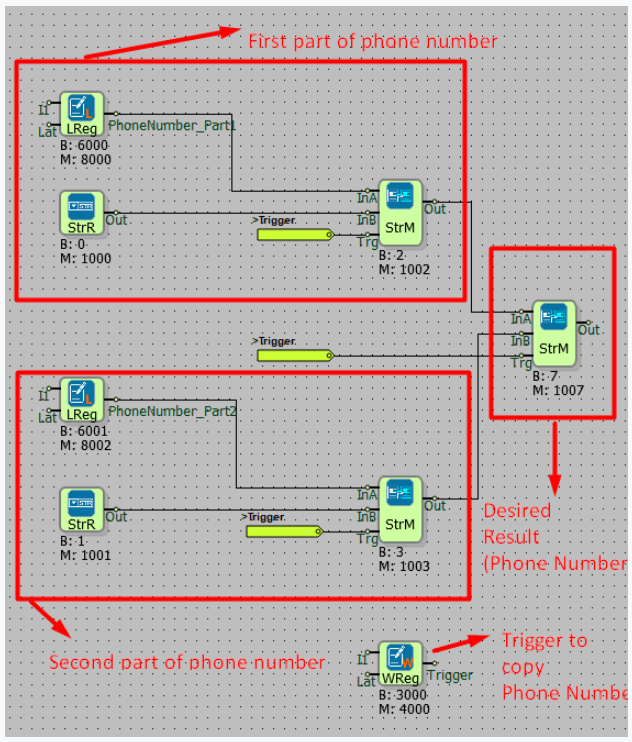 First part of phone number
I1
Lat
LReg
PhoneNumber_Part1
B: 6000
M: 8000
StrR
Out
B: 0
M: 1000
>Trigger.
InA
InB
Trg
StrM
Out
B: 2
M: 1002
>Trigger.
InA
InB
Trg
StrM
Out
B: 7
M: 1007
I1
Lat
LReg
PhoneNumber_Part2
B: 6001
M: 8002
StrR
Out
B: 1
M: 1001
>Trigger.
InA
InB
Trg
StrM
Out
B: 3
M: 1003
Desired
Result
(Phone Number
Second part of phone number
I1
Lat
WReg
Trigger
B: 3000
M: 4000
Trigger to
copy
Phone Numbe